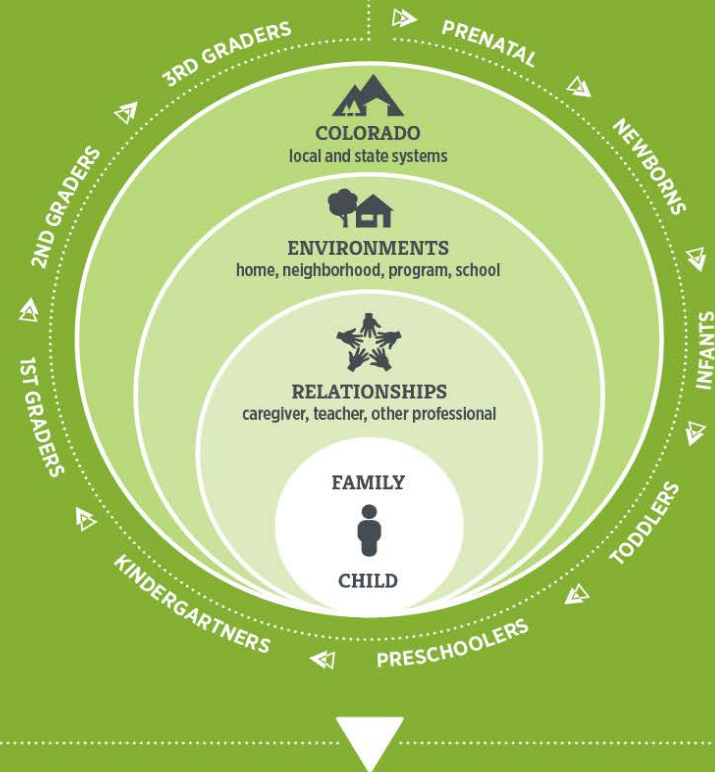 PRENATAL
NEWBORNS
INFANTS
TODDLERS
PRESCHOOLERS
KINDERGARTNERS
1ST GRADERS
2ND GRADERS
3RD GRADERS
COLORADO
local and state systems
ENVIRONMENTS
home, neighborhood, program, school
RELATIONSHIPS
caregiver, teacher, other professional
FAMILY
CHILD